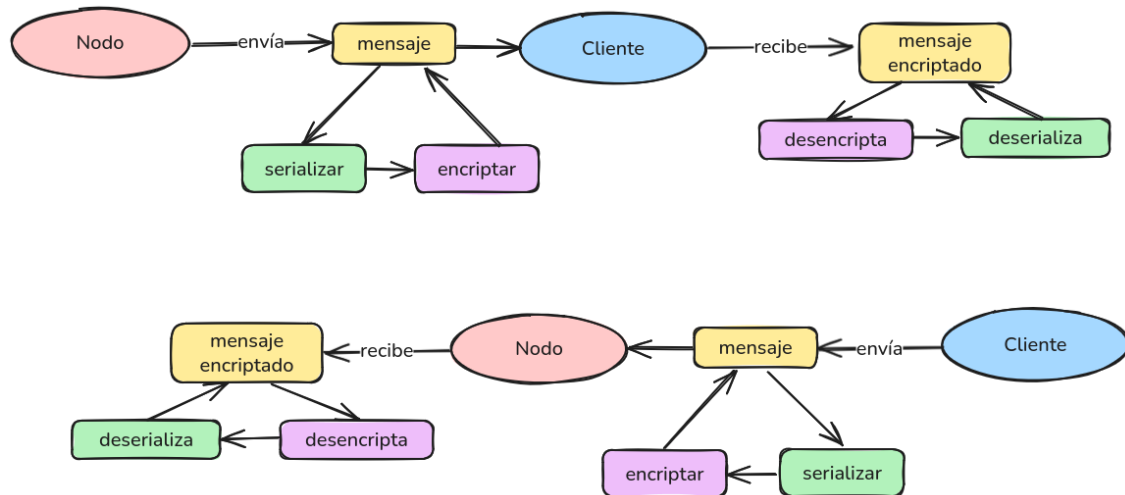 Nodo
envía
mensaje
Cliente
recibe
mensaje
encriptado
serializar
encriptar
desencripta
deserializa
mensaje
encriptado
recibe
Nodo
mensaje
envía
Cliente
deserializa
desencripta
encriptar
serializar